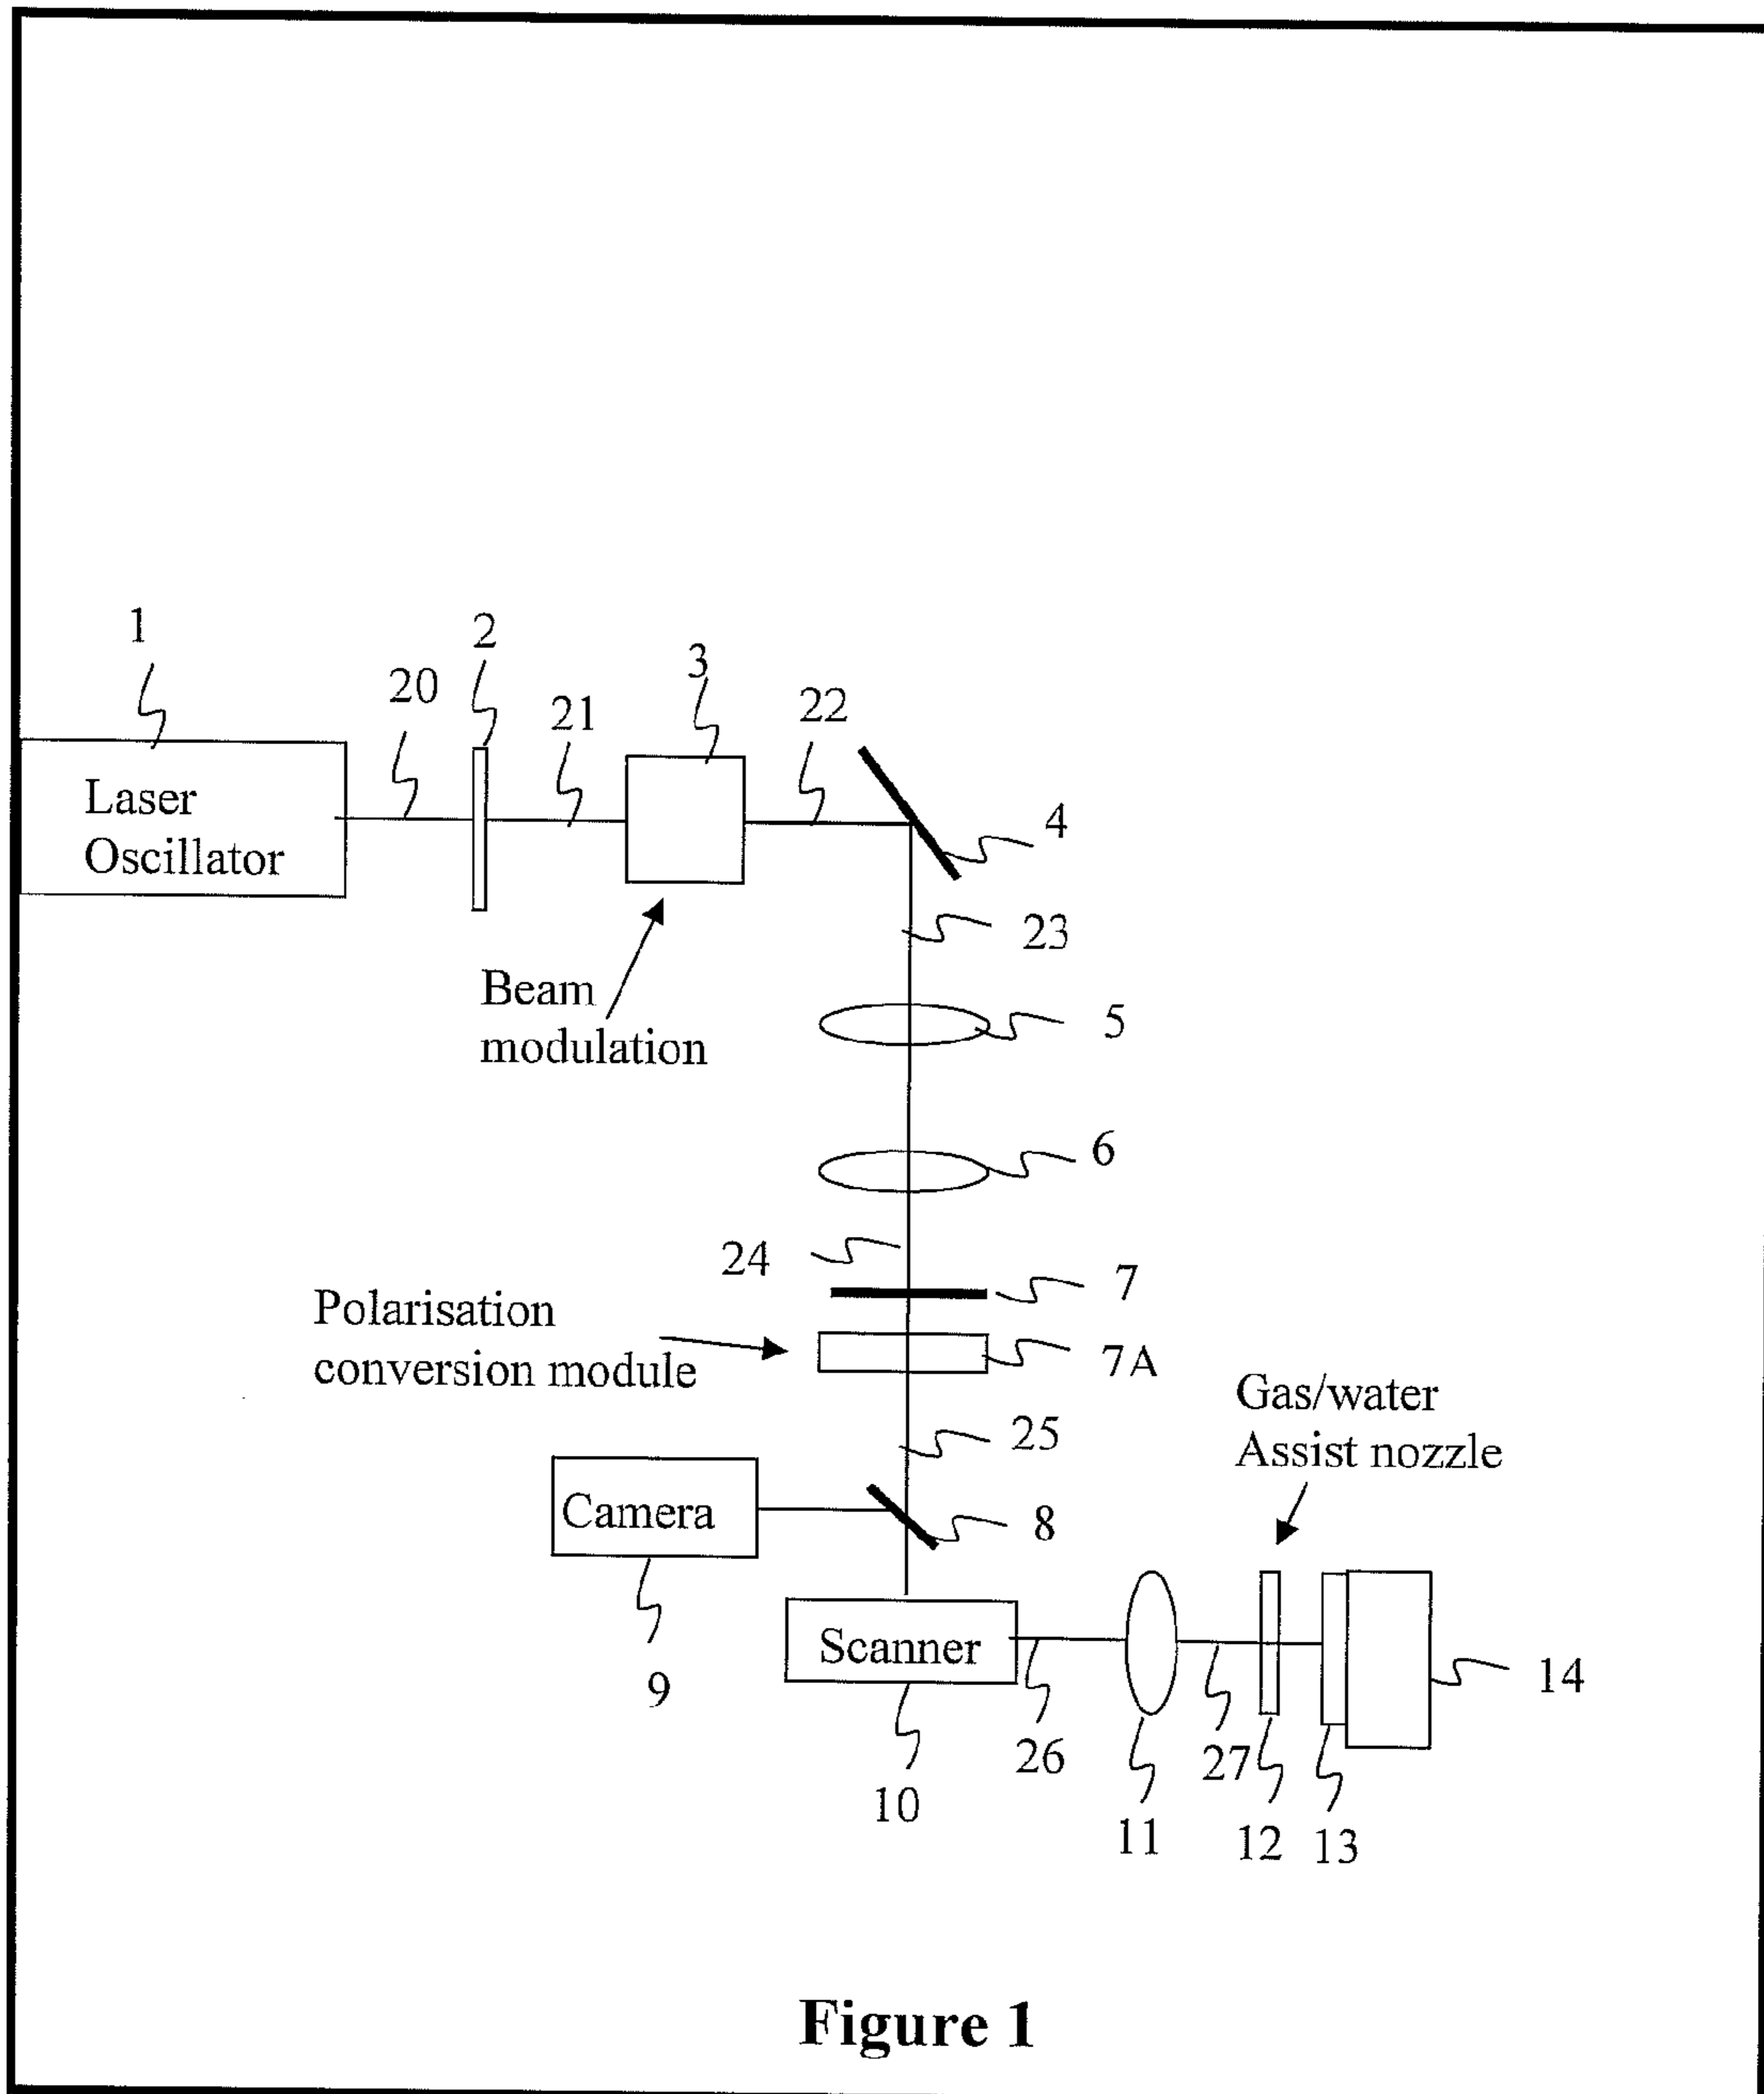 1
2
3
20
21
22
Laser
Oscillator
4
23
Beam
modulation
5
6
24
7
Polarisation
conversion module
7A
Gas/water
Assist nozzle
25
Camera
8
Scanner
9
14
26
27
10
11
12
13
Figure 1